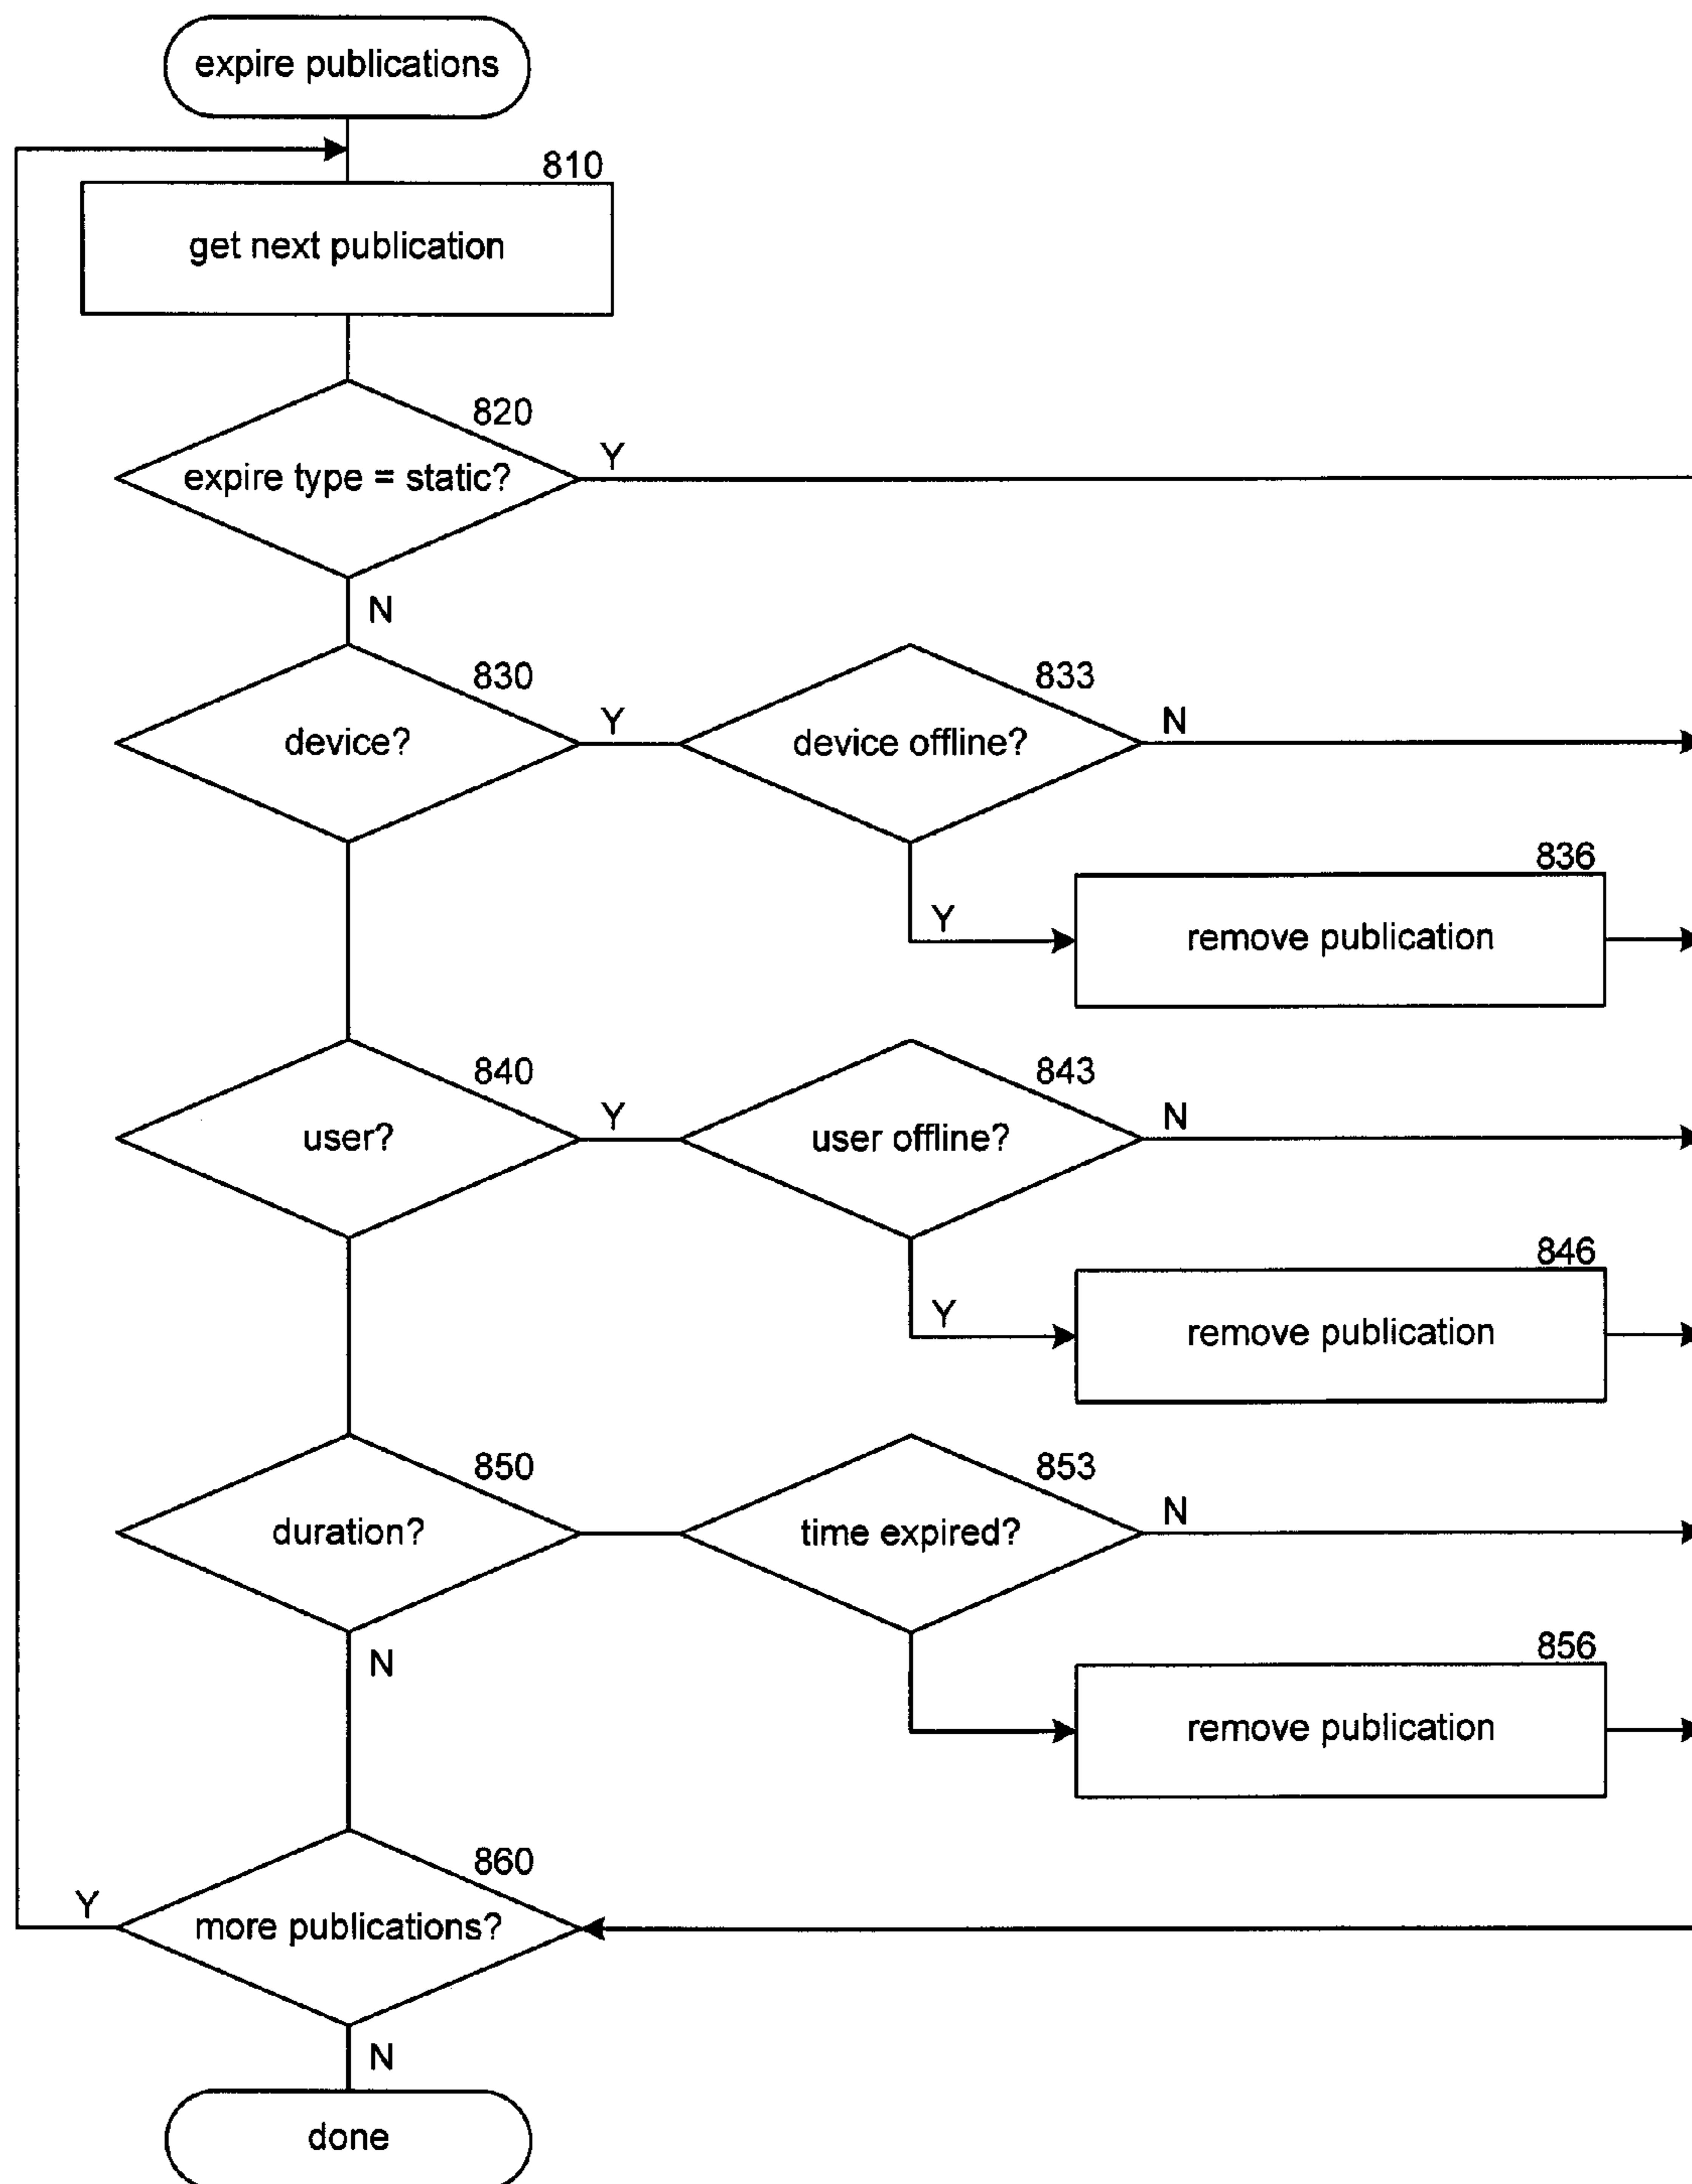 expire publications
810
get next publication
820
expire type = static?
Y
N
830
device?
Y
833
device offline?
N
Y
836
remove publication
840
user?
Y
843
user offline?
N
Y
846
remove publication
850
duration?
853
time expired?
N
N
856
remove publication
860
more publications?
Y
N
done